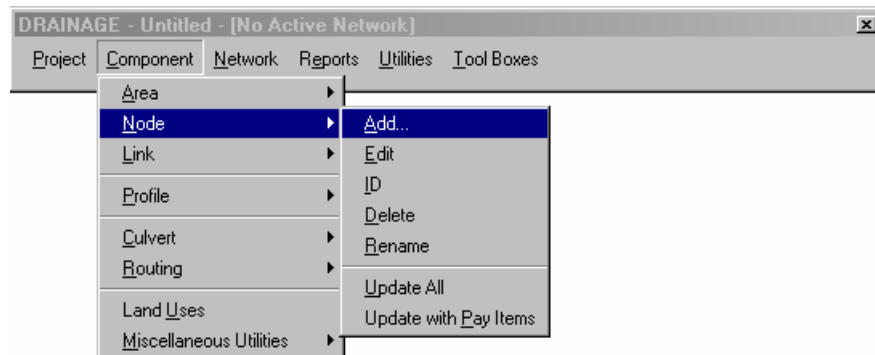 DRAINAGE - Untitled - [No Active Network]
Project Component Network Reports Utilities Tool Boxes
Area
Node
Link
Profile
Culvert
Routing
Land Uses
Miscellaneous Utilities
Add...
Edit
ID
Delete
Rename
Update All
Update with Pay Items